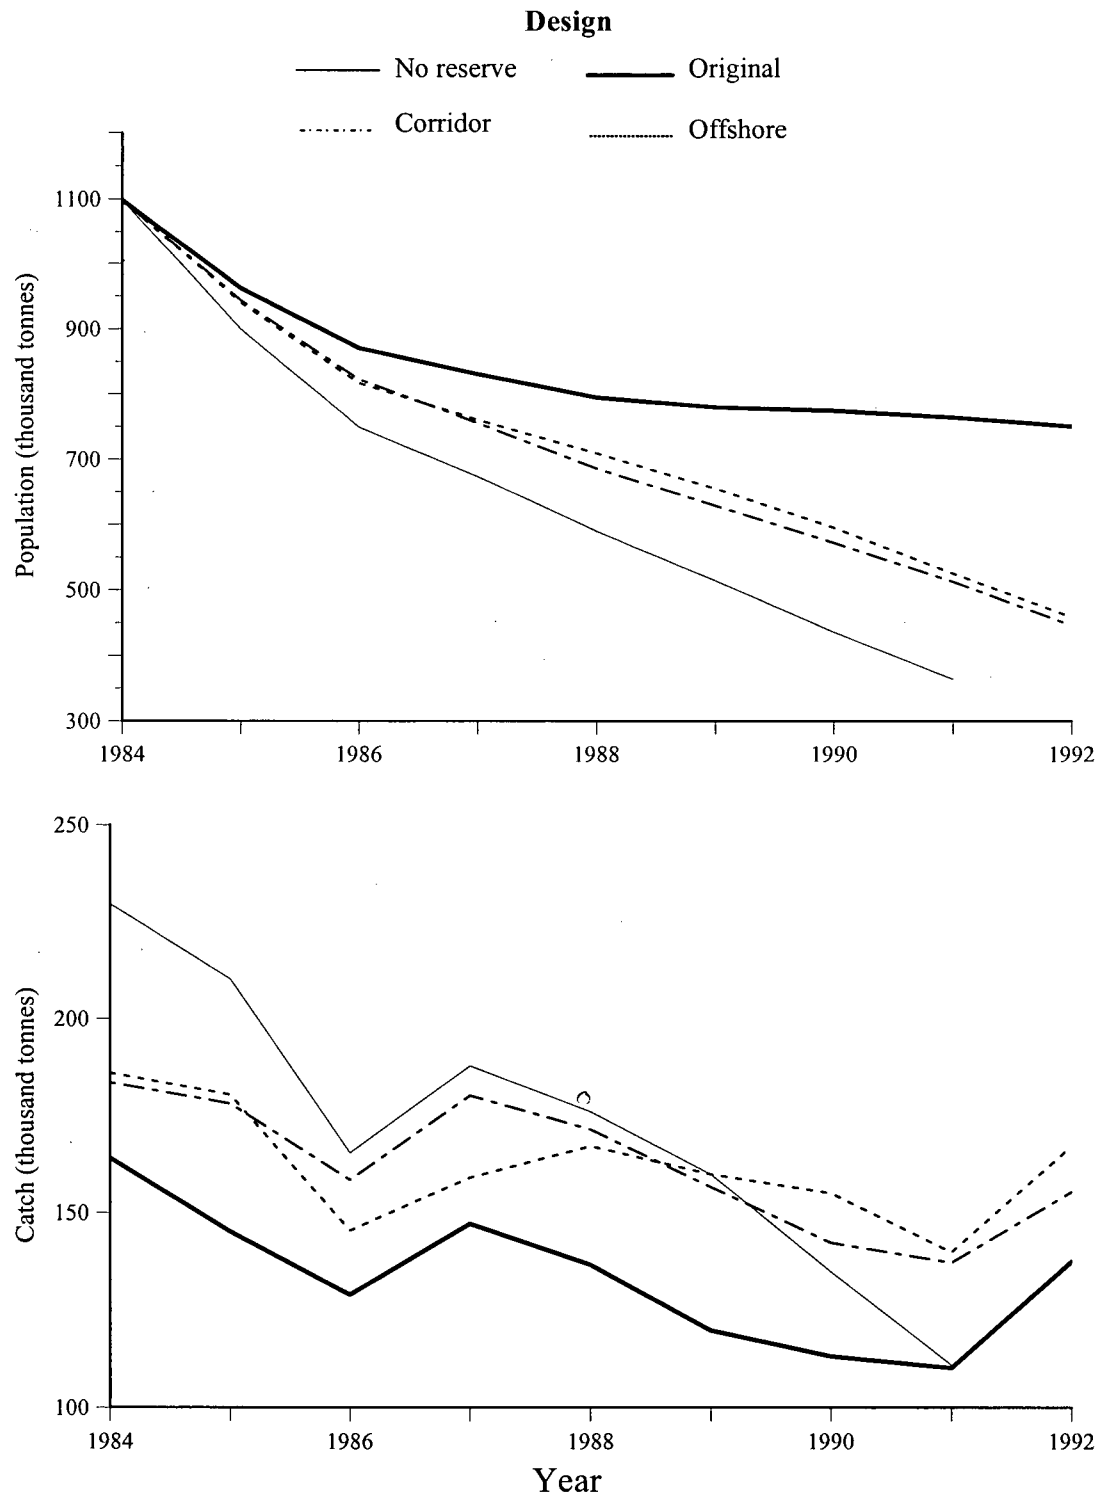 Design
No reserve Original
Corridor Offshore
Population (thousand tonnes)
1100
900
700
500
300
1984 1986 1988 1990 1992
Catch (thousand tonnes)
250
200
150
100
1984 1986 1988 1990 1992
Year